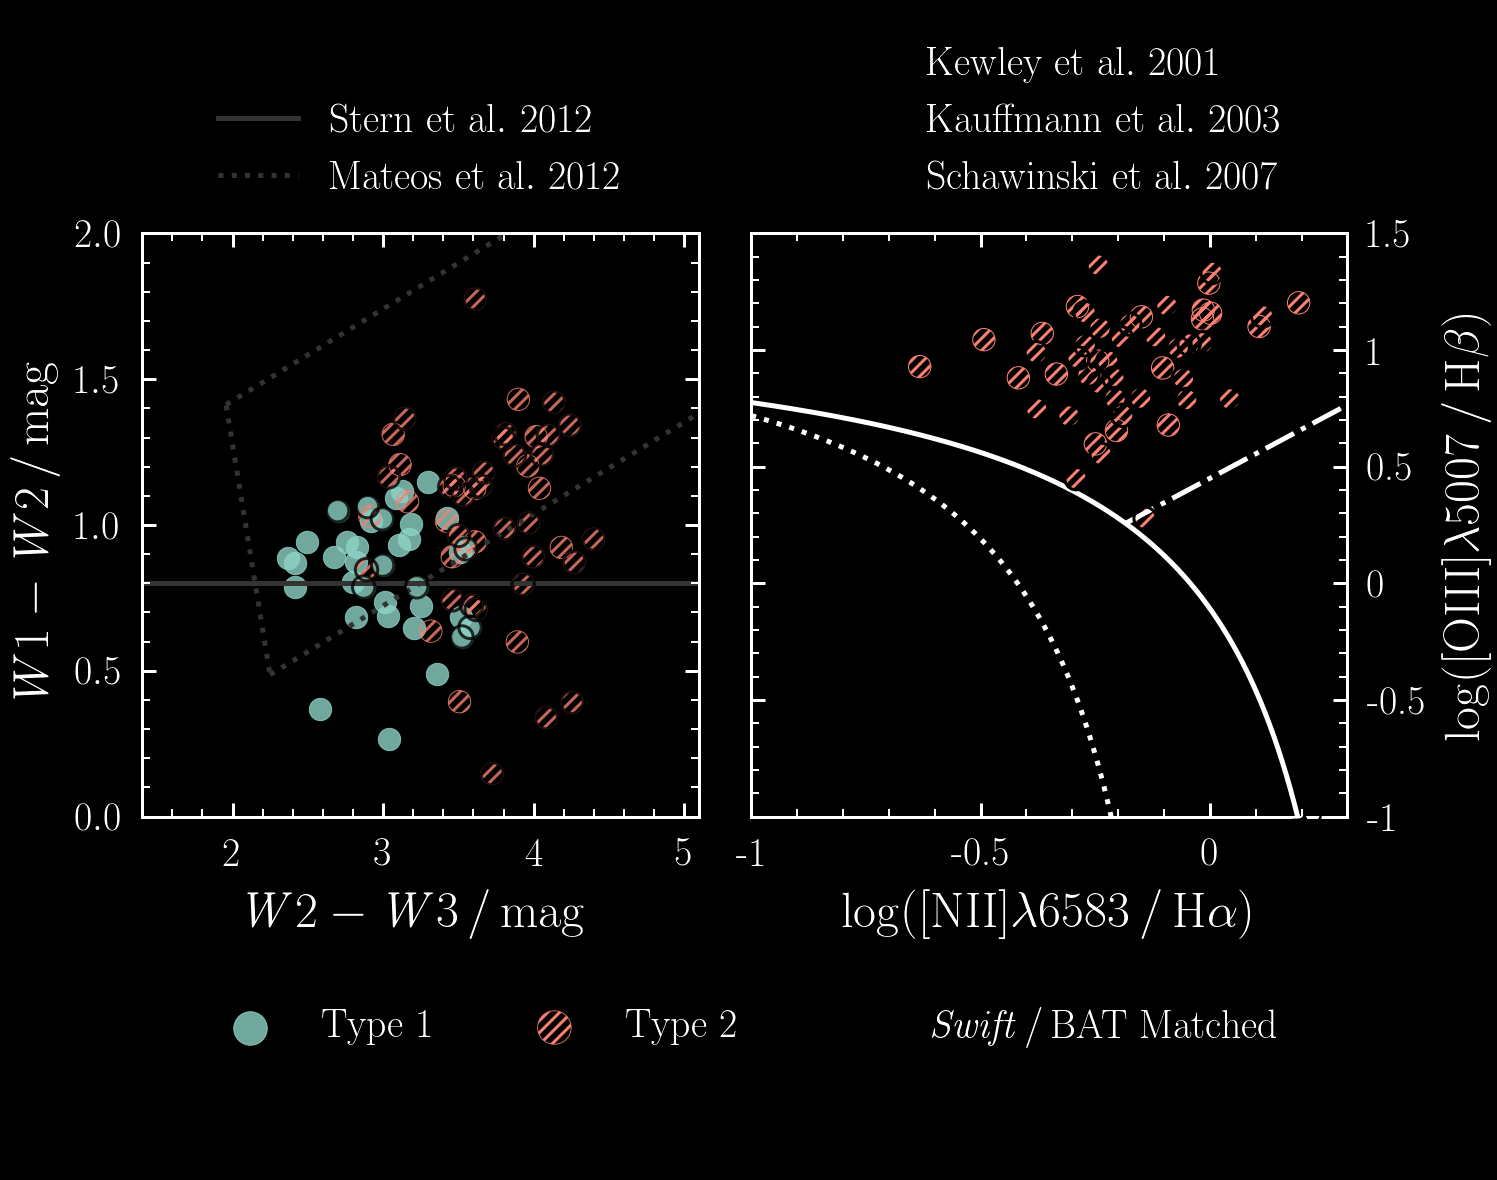 Kewley et al. 2001
Stern et al. 2012
Kauffmann et al. 2003
Mateos et al. 2012
Schawinski et al. 2007
2.0
1.5
1.0
0.5
0.0
W1 − W2 / mag
2 3 4 5
W2 − W3 / mag
1.5
1
0.5
0
-0.5
-1
log([OIII]λ5007 / Hβ)
-1 -0.5 0
log([NII]λ6583 / Hα)
Type 1
Type 2
Swift / BAT Matched